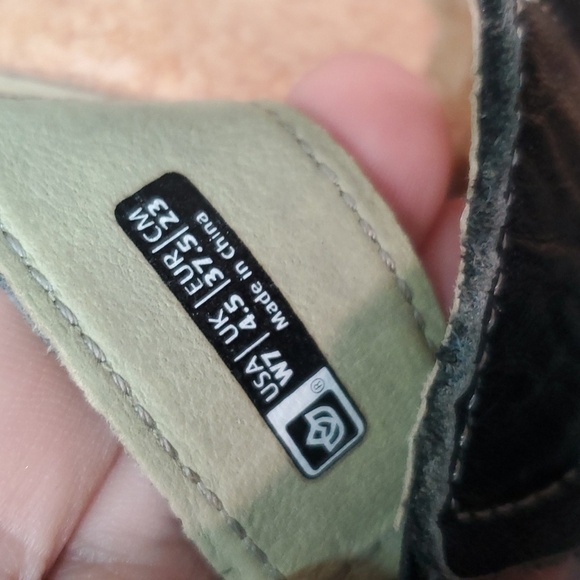 USA | UK | EUR | CM
W7 | 4.5 | 37.5 | 23
Made in China
®